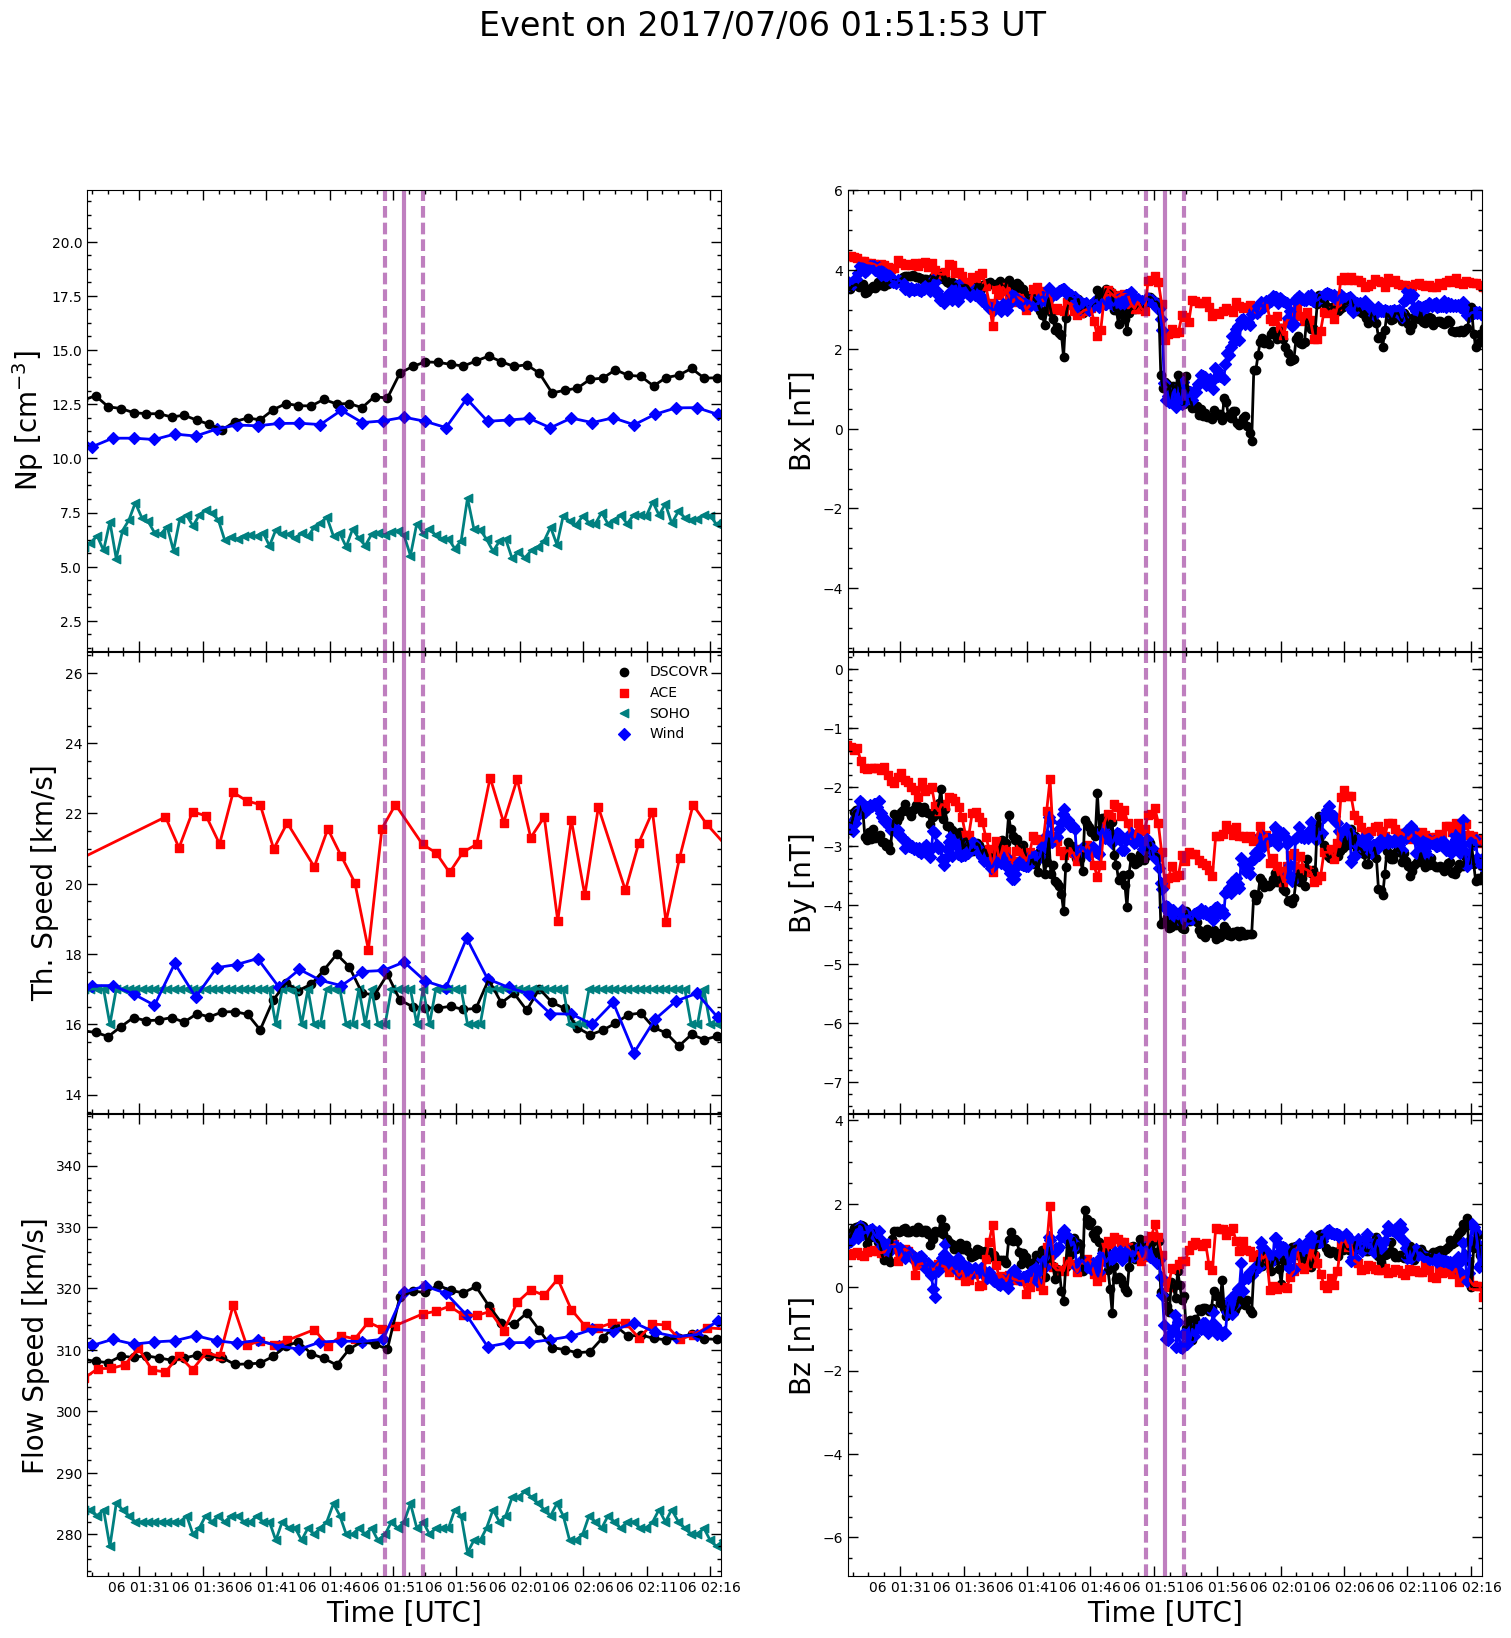 Event on 2017/07/06 01:51:53 UT
Np [cm⁻³]
20.0
17.5
15.0
12.5
10.0
7.5
5.0
2.5
Th. Speed [km/s]
26
24
22
20
18
16
14
DSCOVR
ACE
SOHO
Wind
Flow Speed [km/s]
340
330
320
310
300
290
280
06 01:31 06 01:36 06 01:41 06 01:46 06 01:51 06 01:56 06 02:01 06 02:06 06 02:11 06 02:16
Time [UTC]
Bx [nT]
6
4
2
0
−2
−4
By [nT]
0
−1
−2
−3
−4
−5
−6
−7
Bz [nT]
4
2
0
−2
−4
−6
06 01:31 06 01:36 06 01:41 06 01:46 06 01:51 06 01:56 06 02:01 06 02:06 06 02:11 06 02:16
Time [UTC]